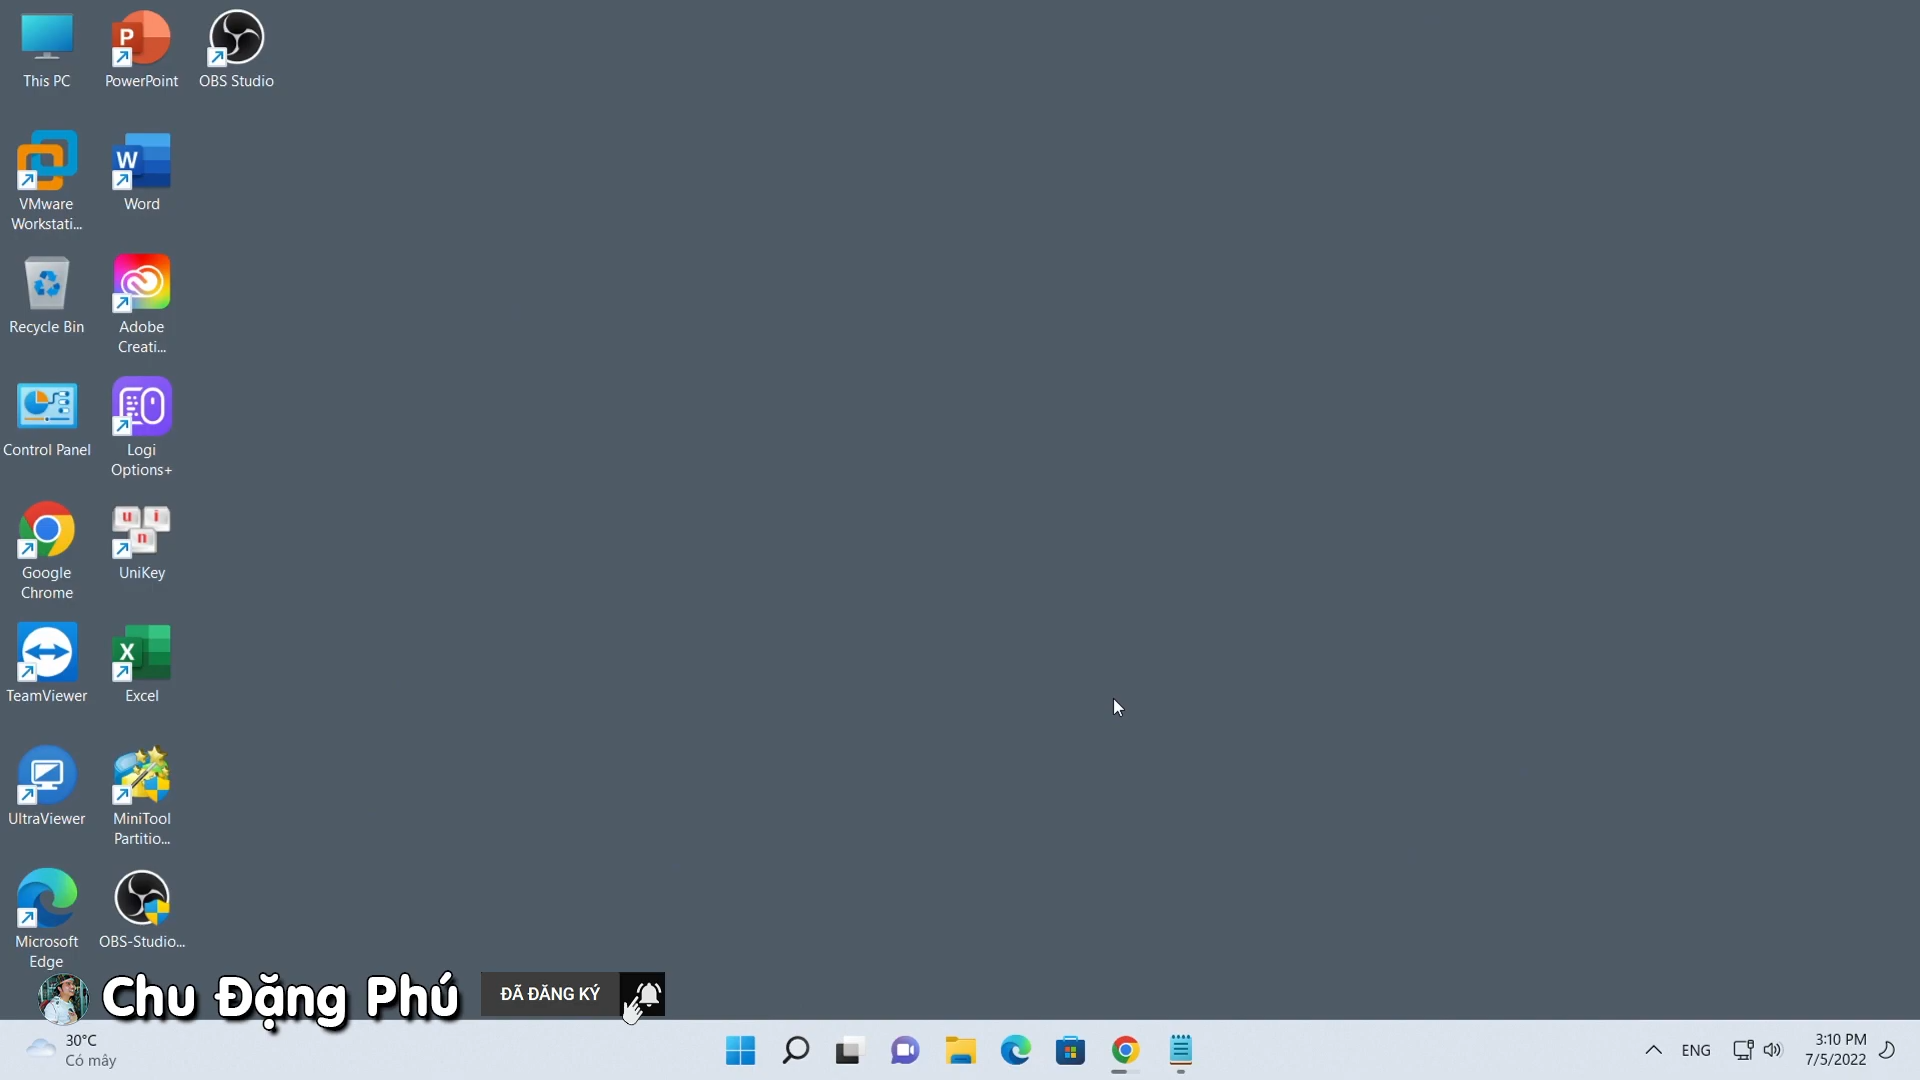 This PC
PowerPoint
OBS Studio
VMware
Workstati...
Word
Recycle Bin
Adobe
Creati...
Control Panel
Logi
Options+
Google
Chrome
UniKey
TeamViewer
Excel
UltraViewer
MiniTool
Partitio...
Microsoft
Edge
OBS-Studio...
Chu Đặng Phú
ĐÃ ĐĂNG KÝ
30°C
Có mây
ENG
3:10 PM
7/5/2022